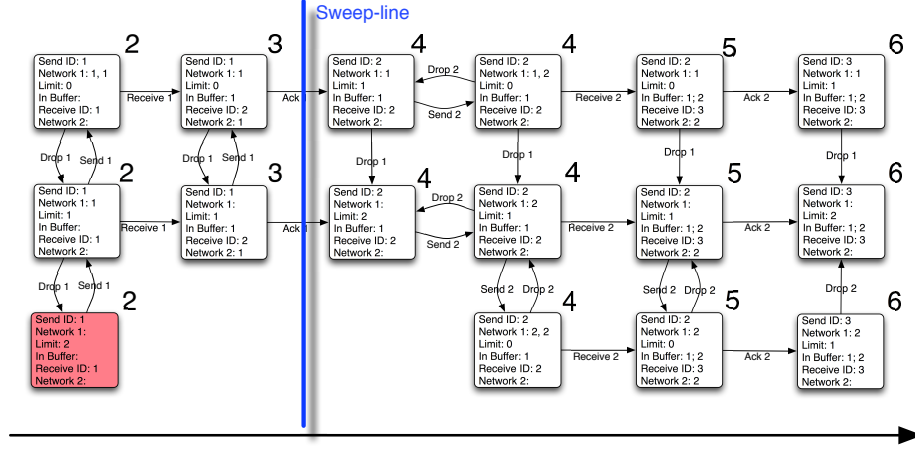 Sweep-line
2
Send ID: 1
Network 1: 1, 1
Limit: 0
In Buffer:
Receive ID: 1
Network 2:
Receive 1
3
Send ID: 1
Network 1: 1
Limit: 0
In Buffer: 1
Receive ID: 2
Network 2: 1
Ack 1
4
Send ID: 2
Network 1: 1
Limit: 1
In Buffer: 1
Receive ID: 2
Network 2:
Drop 2
Send 2
4
Send ID: 2
Network 1: 1, 2
Limit: 0
In Buffer: 1
Receive ID: 2
Network 2:
Receive 2
5
Send ID: 2
Network 1: 1
Limit: 0
In Buffer: 1; 2
Receive ID: 3
Network 2: 2
Ack 2
6
Send ID: 3
Network 1: 1
Limit: 1
In Buffer: 1; 2
Receive ID: 3
Network 2:
Drop 1
Send 1
Drop 1
Send 1
Drop 1
Drop 1
Drop 1
Drop 1
2
Send ID: 1
Network 1: 1
Limit: 1
In Buffer:
Receive ID: 1
Network 2:
Receive 1
3
Send ID: 1
Network 1:
Limit: 1
In Buffer: 1
Receive ID: 2
Network 2: 1
Ack 1
4
Send ID: 2
Network 1:
Limit: 2
In Buffer: 1
Receive ID: 2
Network 2:
Drop 2
Send 2
4
Send ID: 2
Network 1: 2
Limit: 1
In Buffer: 1
Receive ID: 2
Network 2:
Receive 2
5
Send ID: 2
Network 1:
Limit: 1
In Buffer: 1; 2
Receive ID: 3
Network 2: 2
Ack 2
6
Send ID: 3
Network 1:
Limit: 2
In Buffer: 1; 2
Receive ID: 3
Network 2:
Drop 1
Send 1
Send 2
Drop 2
Send 2
Drop 2
Drop 2
2
Send ID: 1
Network 1:
Limit: 2
In Buffer:
Receive ID: 1
Network 2:
4
Send ID: 2
Network 1: 2, 2
Limit: 0
In Buffer: 1
Receive ID: 2
Network 2:
Receive 2
5
Send ID: 2
Network 1: 2
Limit: 0
In Buffer: 1; 2
Receive ID: 3
Network 2: 2
Ack 2
6
Send ID: 3
Network 1: 2
Limit: 1
In Buffer: 1; 2
Receive ID: 3
Network 2: